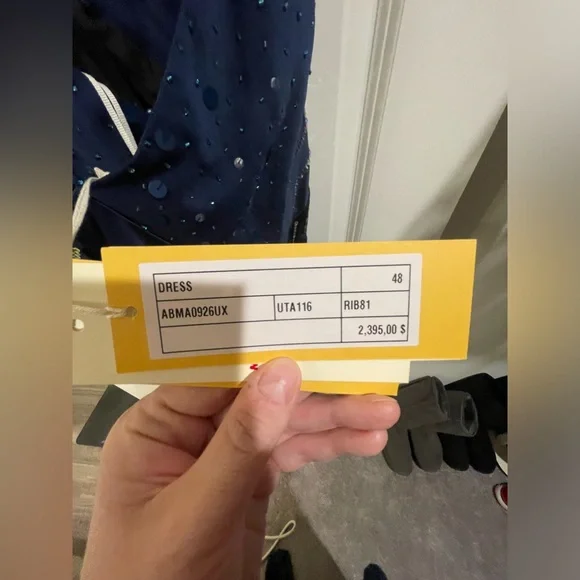 DRESS 48
ABMA0926UX UTA116 RIB81
2,395,00 $